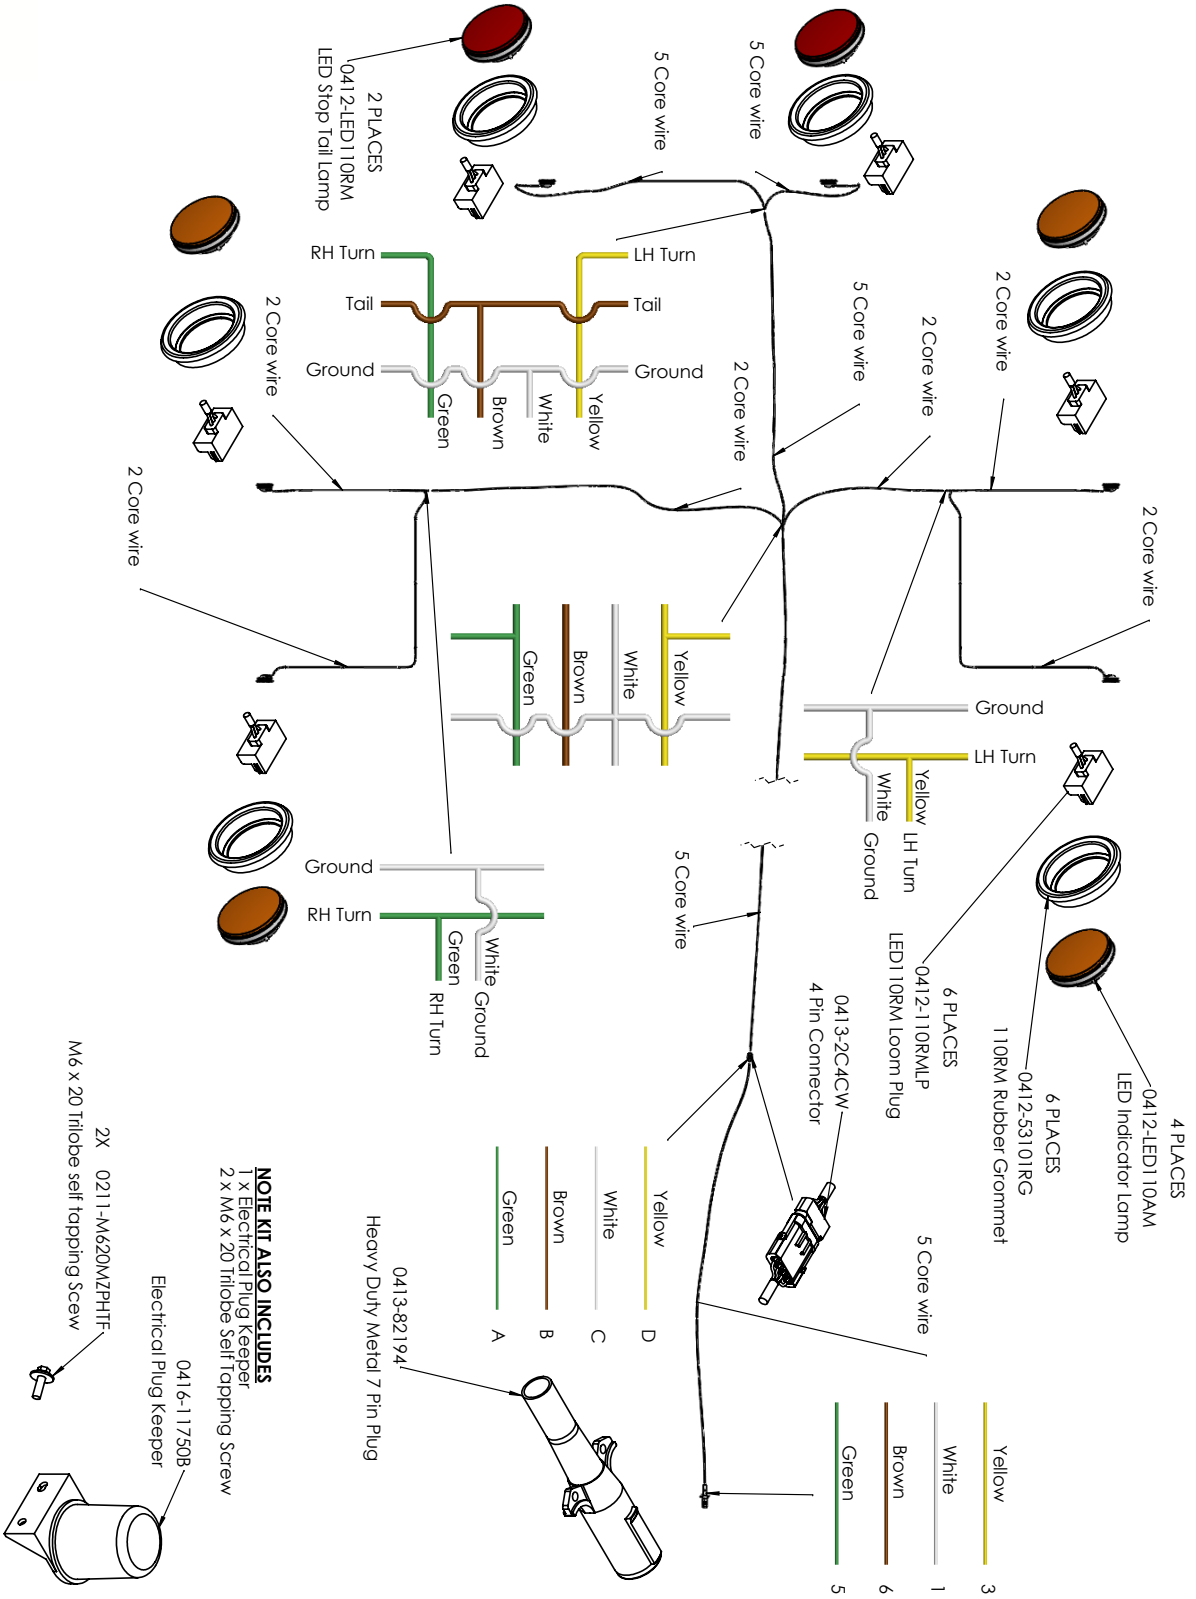 2 PLACES
0412-LED110RM
LED Stop Tail Lamp
5 Core wire
5 Core wire
RH Turn
LH Turn
Tail
Tail
Ground
Ground
Green
Brown
White
Yellow
2 Core wire
2 Core wire
2 Core wire
5 Core wire
2 Core wire
2 Core wire
2 Core wire
2 Core wire
Green
Brown
White
Yellow
Ground
LH Turn
Yellow
White
LH Turn
Ground
Ground
RH Turn
Green
White
RH Turn
Ground
5 Core wire
4 PLACES
0412-LED110AM
LED Indicator Lamp
6 PLACES
0412-53101RG
110RM Rubber Grommet
6 PLACES
0412-110RMLP
LED110RM Loom Plug
0413-2C4CW
4 Pin Connector
Yellow
D
White
C
Brown
B
Green
A
5 Core wire
Yellow
3
White
1
Brown
6
Green
5
0413-82194
Heavy Duty Metal 7 Pin Plug
NOTE KIT ALSO INCLUDES
1 x Electrical Plug Keeper
2 x M6 x 20 Trilobe Self Tapping Screw
0416-11750B
Electrical Plug Keeper
2X 0211-M620MZPHTF
M6 x 20 Trilobe self tapping Screw